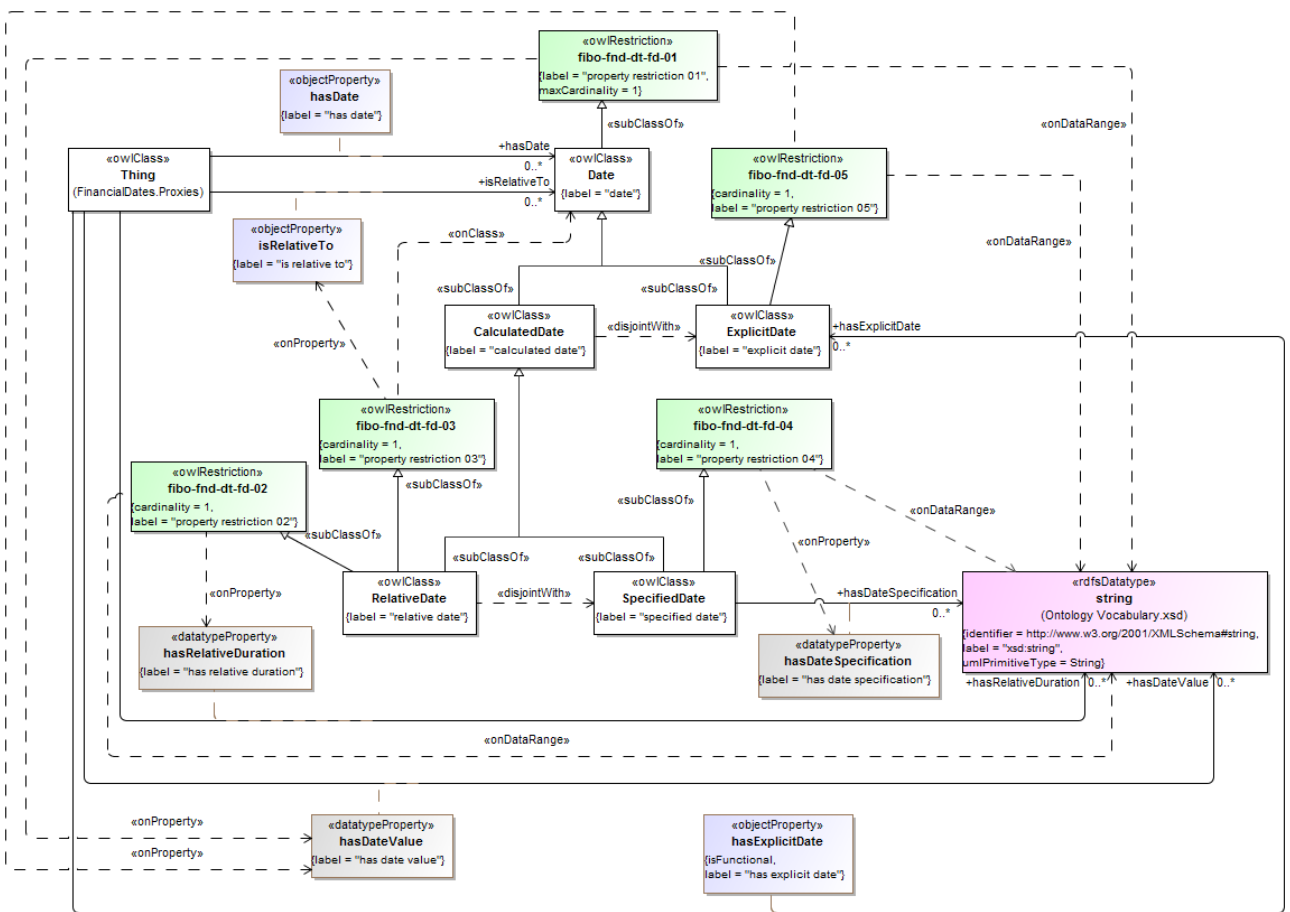 «owlRestriction»
fibo-fnd-dt-fd-01
{label = "property restriction 01",
maxCardinality = 1}
«objectProperty»
hasDate
{label = "has date"}
«subClassOf»
«onDataRange»
«owlClass»
Thing
(FinancialDates.Proxies)
+hasDate
0..*
+isRelativeTo
0..*
«owlClass»
Date
{label = "date"}
«owlRestriction»
fibo-fnd-dt-fd-05
{cardinality = 1,
label = "property restriction 05"}
«objectProperty»
isRelativeTo
{label = "is relative to"}
«onClass»
«onDataRange»
«subClassOf»
«subClassOf»
«subClassOf»
«owlClass»
CalculatedDate
{label = "calculated date"}
«disjointWith»
«owlClass»
ExplicitDate
{label = "explicit date"}
+hasExplicitDate
0..*
«onProperty»
«owlRestriction»
fibo-fnd-dt-fd-03
{cardinality = 1,
label = "property restriction 03"}
«owlRestriction»
fibo-fnd-dt-fd-04
{cardinality = 1,
label = "property restriction 04"}
«owlRestriction»
fibo-fnd-dt-fd-02
{cardinality = 1,
label = "property restriction 02"}
«subClassOf»
«subClassOf»
«onDataRange»
«subClassOf»
«onProperty»
«subClassOf»
«subClassOf»
«onProperty»
«owlClass»
RelativeDate
{label = "relative date"}
«disjointWith»
«owlClass»
SpecifiedDate
{label = "specified date"}
+hasDateSpecification
0..*
«rdfsDatatype»
string
(Ontology Vocabulary.xsd)
{identifier = http://www.w3.org/2001/XMLSchema#string,
label = "xsd:string",
umlPrimitiveType = String}
«datatypeProperty»
hasRelativeDuration
{label = "has relative duration"}
«datatypeProperty»
hasDateSpecification
{label = "has date specification"}
+hasRelativeDuration 0..*
+hasDateValue 0..*
«onDataRange»
«onProperty»
«onProperty»
«datatypeProperty»
hasDateValue
{label = "has date value"}
«objectProperty»
hasExplicitDate
{isFunctional,
label = "has explicit date"}